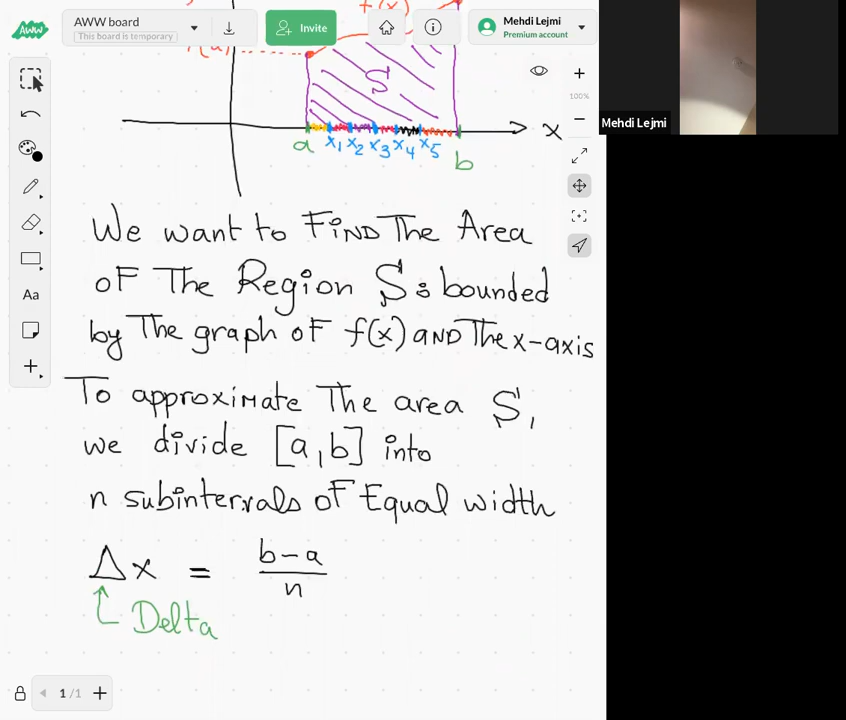 AWW board
This board is temporary
Invite
Mehdi Lejmi
Premium account
f(x)
S
100%
Mehdi Lejmi
a x1 x2 x3 x4 x5 b x
We want to FIND The Area
OF The Region S: bounded
by The graph OF f(x) AND The x-axis
To approximate The area S,
we divide [a,b] into
n subintervals OF Equal width
Δx = b-a/n
Delta
Aa
1/1